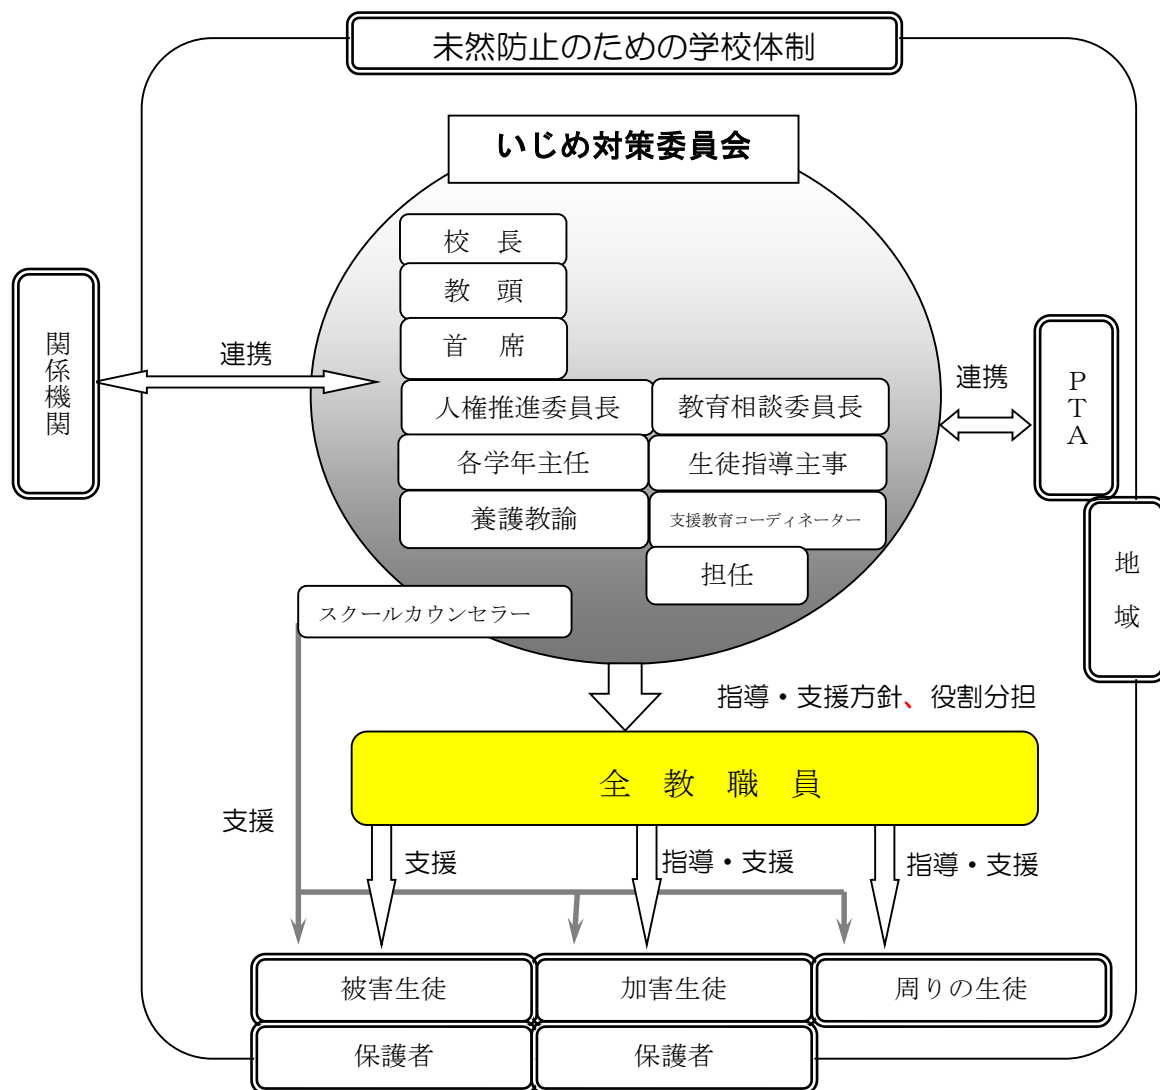 未然防止のための学校体制
いじめ対策委員会
校 長
教 頭
首 席
人権推進委員長
教育相談委員長
各学年主任
生徒指導主事
養護教諭
支援教育コーディネーター
担任
スクールカウンセラー
関係機関
連携
連携
PTA
地域
指導・支援方針、役割分担
全 教 職 員
支援
支援
指導・支援
指導・支援
被害生徒
加害生徒
周りの生徒
保護者
保護者